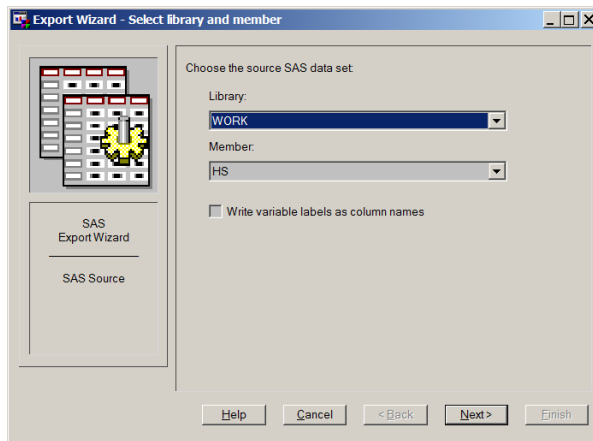 Export Wizard - Select library and member
Choose the source SAS data set:
Library:
WORK
Member:
HS
Write variable labels as column names
SAS
Export Wizard
SAS Source
Help
Cancel
< Back
Next >
Finish